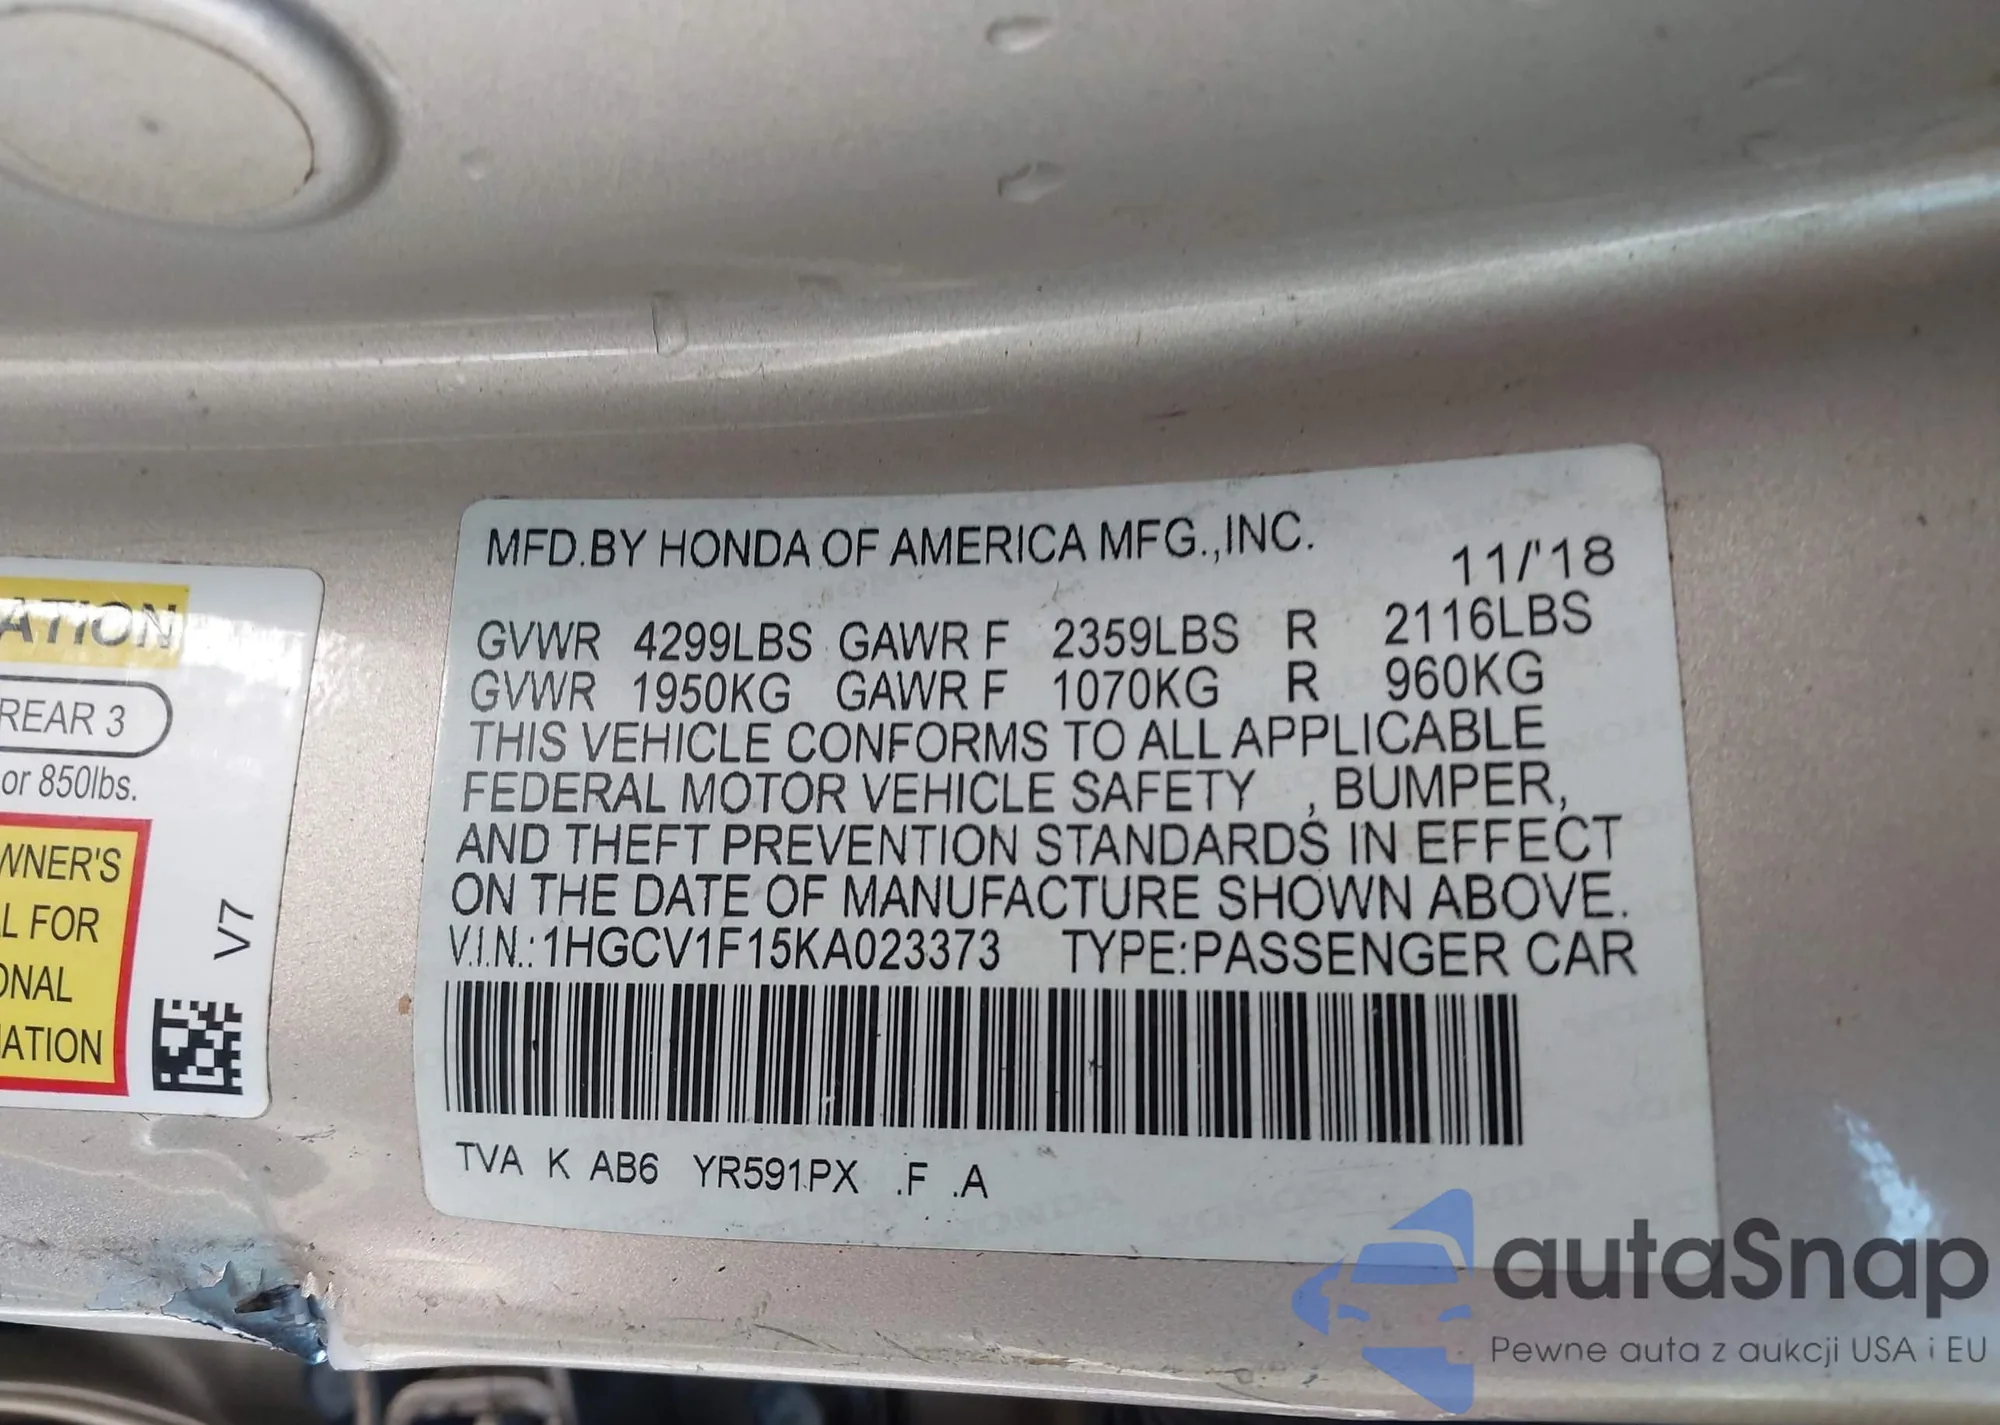 MFD.BY HONDA OF AMERICA MFG.,INC.
11/'18
GVWR 4299LBS GAWR F 2359LBS R 2116LBS
GVWR 1950KG GAWR F 1070KG R 960KG
THIS VEHICLE CONFORMS TO ALL APPLICABLE
FEDERAL MOTOR VEHICLE SAFETY , BUMPER,
AND THEFT PREVENTION STANDARDS IN EFFECT
ON THE DATE OF MANUFACTURE SHOWN ABOVE.
V.I.N.: 1HGCV1F15KA023373 TYPE:PASSENGER CAR
TVA K AB6 YR591PX .F .A
ATION
REAR 3
or 850lbs.
WNER'S
L FOR
ONAL
MATION
V7
autaSnap
Pewne auta z aukcji USA i EU